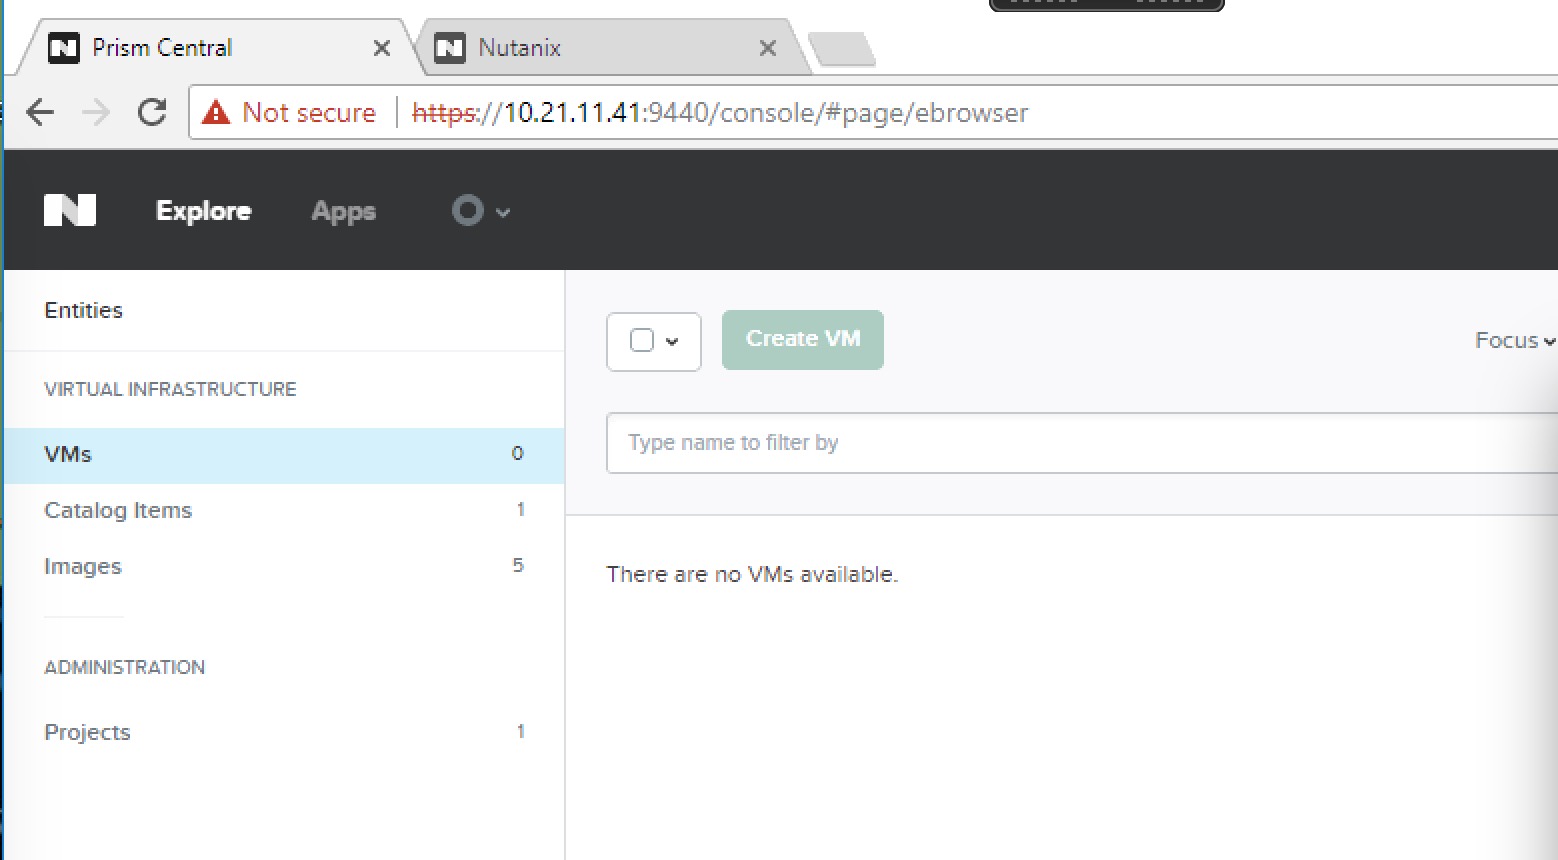 Prism Central
Nutanix
Not secure
https://10.21.11.41:9440/console/#page/ebrowser
Explore Apps
Entities
VIRTUAL INFRASTRUCTURE
VMs 0
Catalog Items 1
Images 5
ADMINISTRATION
Projects 1
Create VM
Focus
Type name to filter by
There are no VMs available.